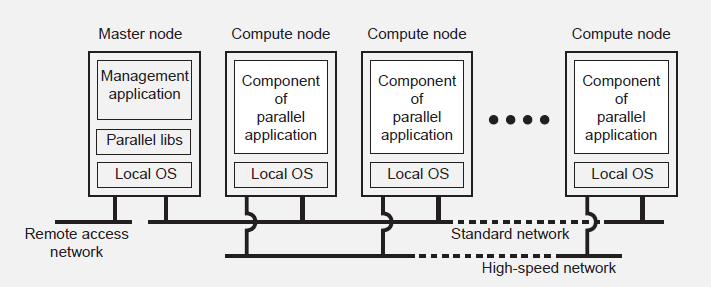 Master node
Compute node
Compute node
Compute node
Management
application
Parallel libs
Local OS
Component
of
parallel
application
Local OS
Component
of
parallel
application
Local OS
Component
of
parallel
application
Local OS
Remote access
network
Standard network
High-speed network